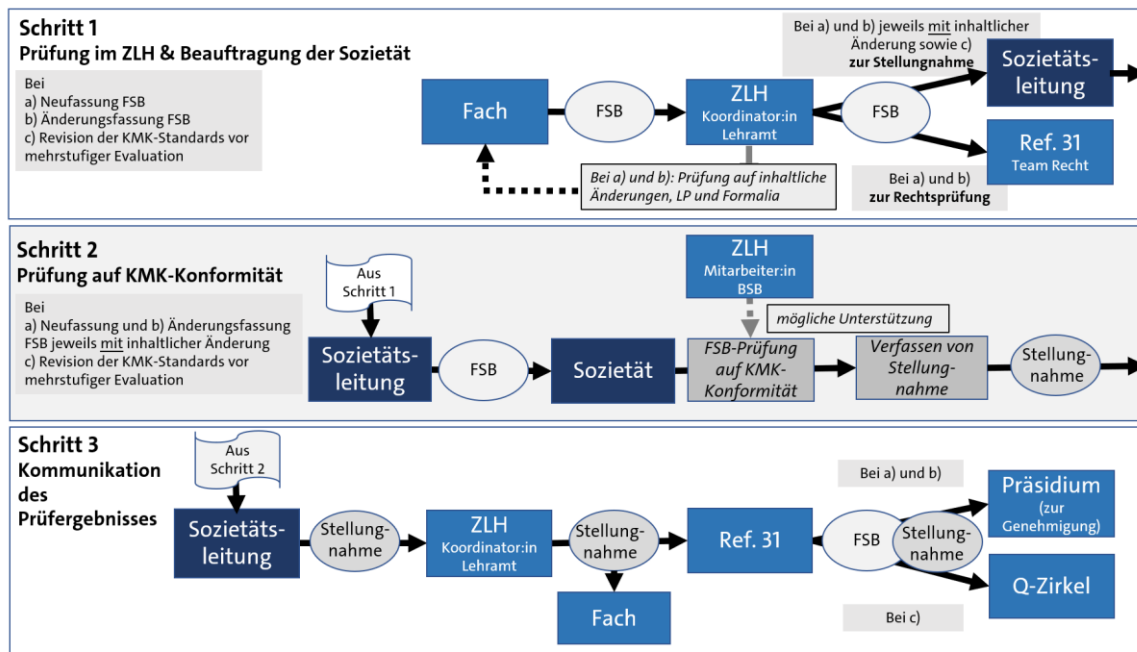 Schritt 1
Prüfung im ZLH & Beauftragung der Sozietät
Bei
a) Neufassung FSB
b) Änderungsfassung FSB
c) Revision der KMK-Standards vor
mehrstufiger Evaluation
Fach
FSB
ZLH
Koordinator:in
Lehramt
FSB
Bei a) und b) jeweils mit inhaltlicher
Änderung sowie c)
zur Stellungnahme
Sozietäts-
leitung
Ref. 31
Team Recht
Bei a) und b)
zur Rechtsprüfung
Bei a) und b): Prüfung auf inhaltliche
Änderungen, LP und Formalia
Schritt 2
Prüfung auf KMK-Konformität
Bei
a) Neufassung und b) Änderungsfassung
FSB jeweils mit inhaltlicher Änderung
c) Revision der KMK-Standards vor
mehrstufiger Evaluation
Aus
Schritt 1
Sozietäts-
leitung
FSB
Sozietät
ZLH
Mitarbeiter:in
BSB
mögliche Unterstützung
FSB-Prüfung
auf KMK-
Konformität
Verfassen von
Stellung-
nahme
Stellung-
nahme
Schritt 3
Kommunikation
des
Prüfergebnisses
Aus
Schritt 2
Sozietäts-
leitung
Stellung-
nahme
ZLH
Koordinator:in
Lehramt
Stellung-
nahme
Fach
Ref. 31
Bei a) und b)
FSB
Stellung-
nahme
Bei c)
Präsidium
(zur
Genehmigung)
Q-Zirkel